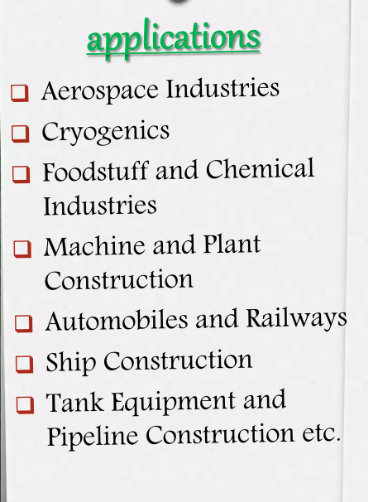 applications
❑ Aerospace Industries
❑ Cryogenics
❑ Foodstuff and Chemical
Industries
❑ Machine and Plant
Construction
❑ Automobiles and Railways
❑ Ship Construction
❑ Tank Equipment and
Pipeline Construction etc.